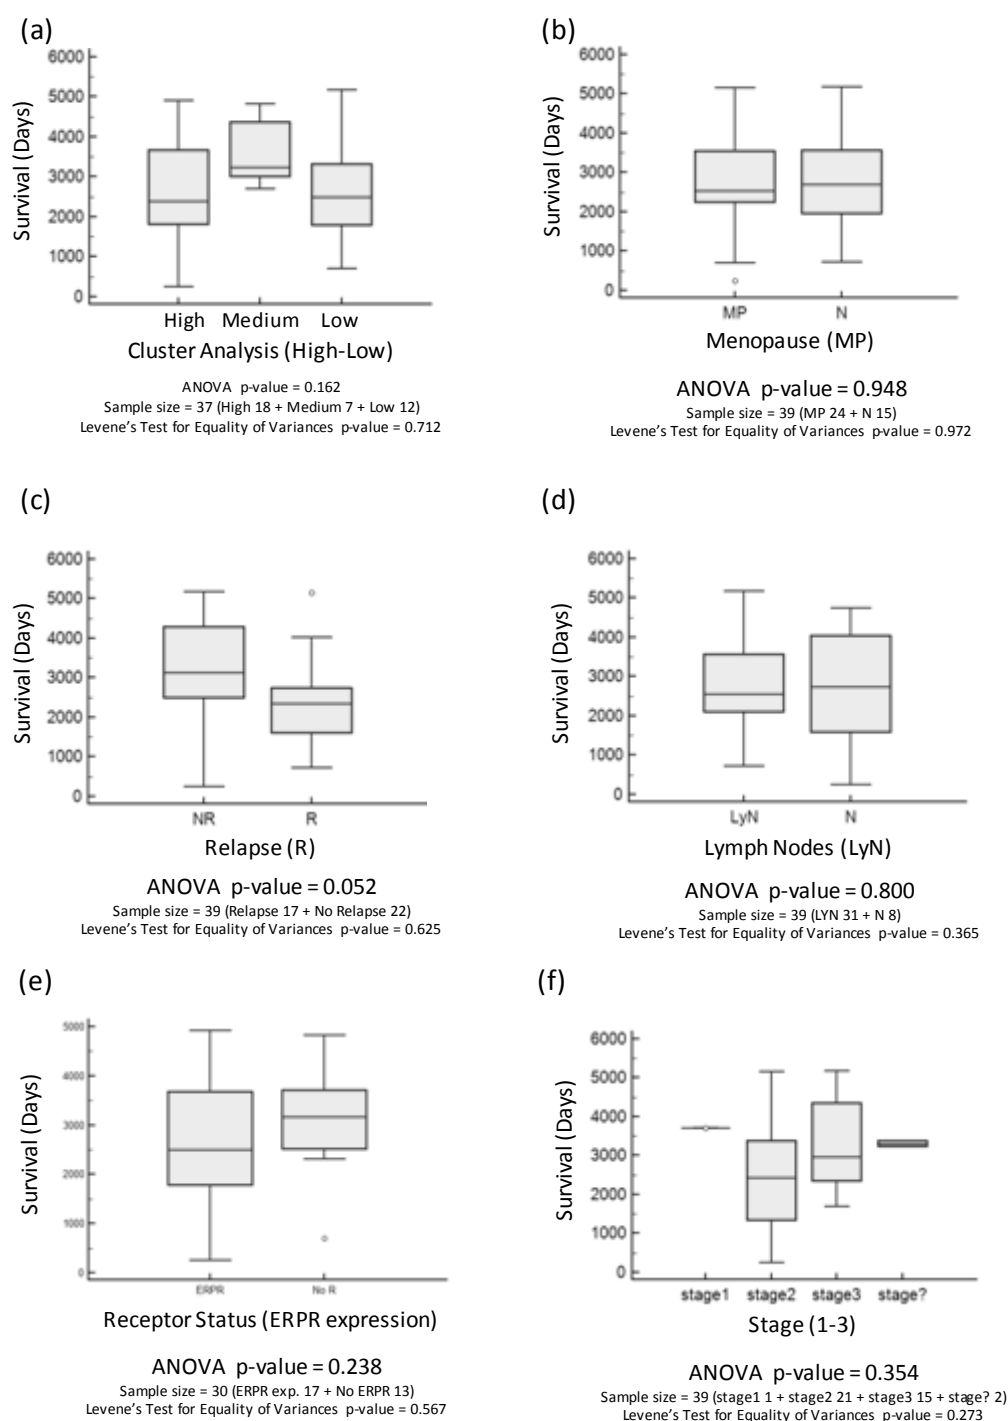 (a)
6000
5000
4000
3000
2000
1000
0
Survival (Days)
High Medium Low
Cluster Analysis (High-Low)
ANOVA p-value = 0.162
Sample size = 37 (High 18 + Medium 7 + Low 12)
Levene's Test for Equality of Variances p-value = 0.712
(b)
6000
5000
4000
3000
2000
1000
0
Survival (Days)
MP N
Menopause (MP)
ANOVA p-value = 0.948
Sample size = 39 (MP 24 + N 15)
Levene's Test for Equality of Variances p-value = 0.972
(c)
6000
5000
4000
3000
2000
1000
0
Survival (Days)
NR R
Relapse (R)
ANOVA p-value = 0.052
Sample size = 39 (Relapse 17 + No Relapse 22)
Levene's Test for Equality of Variances p-value = 0.625
(d)
6000
5000
4000
3000
2000
1000
0
Survival (Days)
LyN N
Lymph Nodes (LyN)
ANOVA p-value = 0.800
Sample size = 39 (LYN 31 + N 8)
Levene's Test for Equality of Variances p-value = 0.365
(e)
5000
4000
3000
2000
1000
0
Survival (Days)
ERPR No R
Receptor Status (ERPR expression)
ANOVA p-value = 0.238
Sample size = 30 (ERPR exp. 17 + No ERPR 13)
Levene's Test for Equality of Variances p-value = 0.567
(f)
6000
5000
4000
3000
2000
1000
0
Survival (Days)
stage1 stage2 stage3 stage?
Stage (1-3)
ANOVA p-value = 0.354
Sample size = 39 (stage1 1 + stage2 21 + stage3 15 + stage? 2)
Levene's Test for Equality of Variances p-value = 0.273